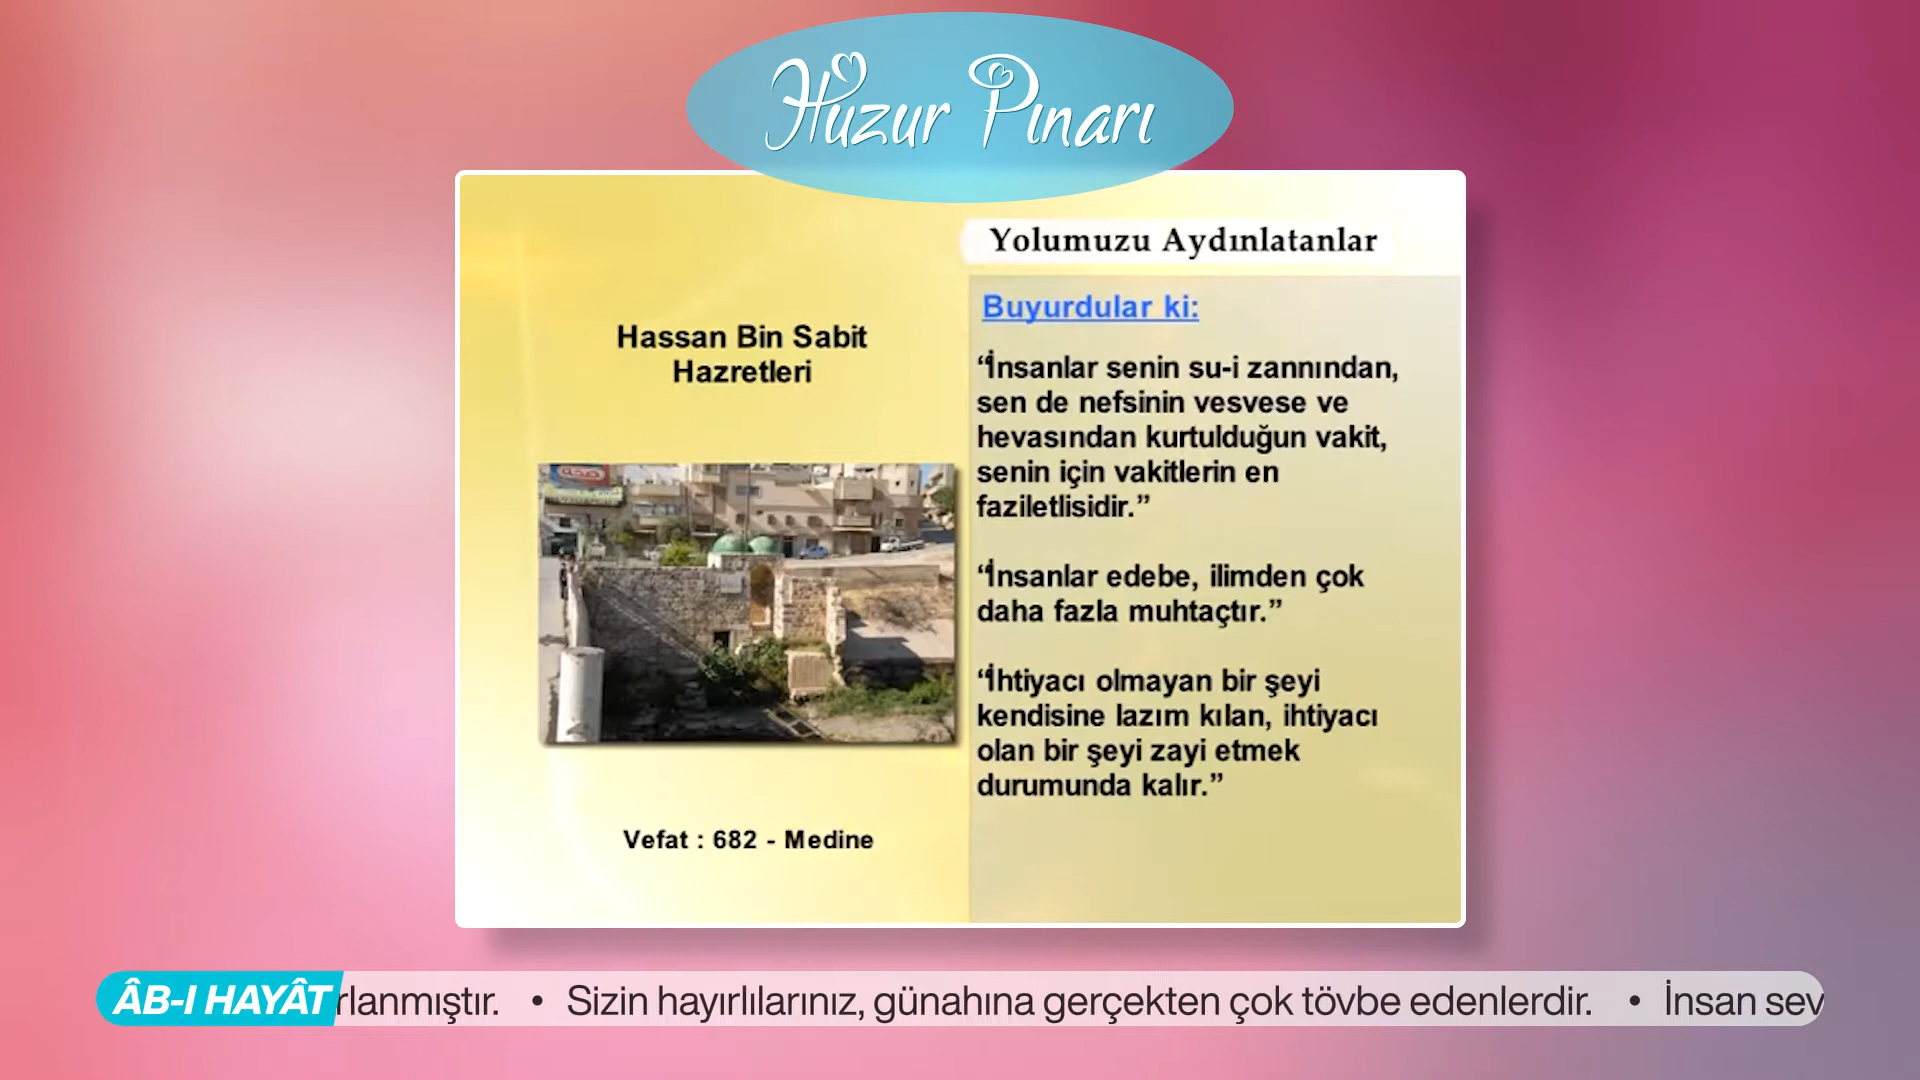 Huzur Pınarı
Yolumuzu Aydınlatanlar
Hassan Bin Sabit
Hazretleri
Vefat : 682 - Medine
Buyurdular ki:
“İnsanlar senin su-i zannından,
sen de nefsinin vesvese ve
hevasından kurtulduğun vakit,
senin için vakitlerin en
faziletlisidir.”
“İnsanlar edebe, ilimden çok
daha fazla muhtaçtır.”
“İhtiyacı olmayan bir şeyi
kendisine lazım kılan, ihtiyacı
olan bir şeyi zayi etmek
durumunda kalır.”
ÂB-I HAYÂT rlanmıştır. • Sizin hayırlılarınız, günahına gerçekten çok tövbe edenlerdir. • İnsan sev